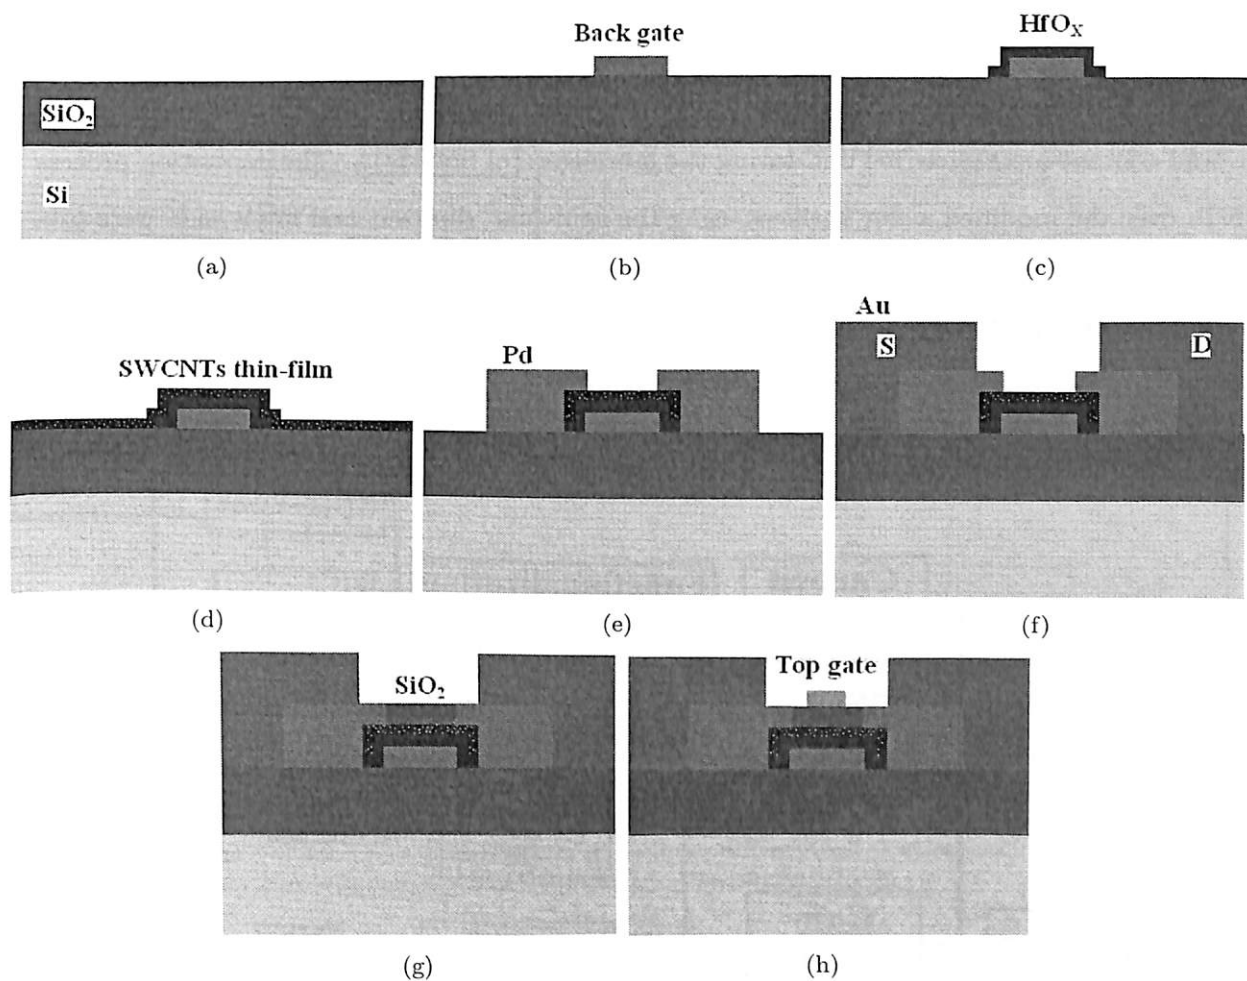 Back gate
HfOₓ
SiO₂
Si
(a)
(b)
(c)
SWCNTs thin-film
Pd
Au
S
D
(d)
(e)
(f)
SiO₂
Top gate
(g)
(h)